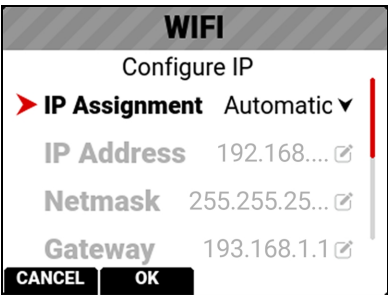 WIFI
Configure IP
IP Assignment Automatic
IP Address 192.168....
Netmask 255.255.25...
Gateway 193.168.1.1
CANCEL OK